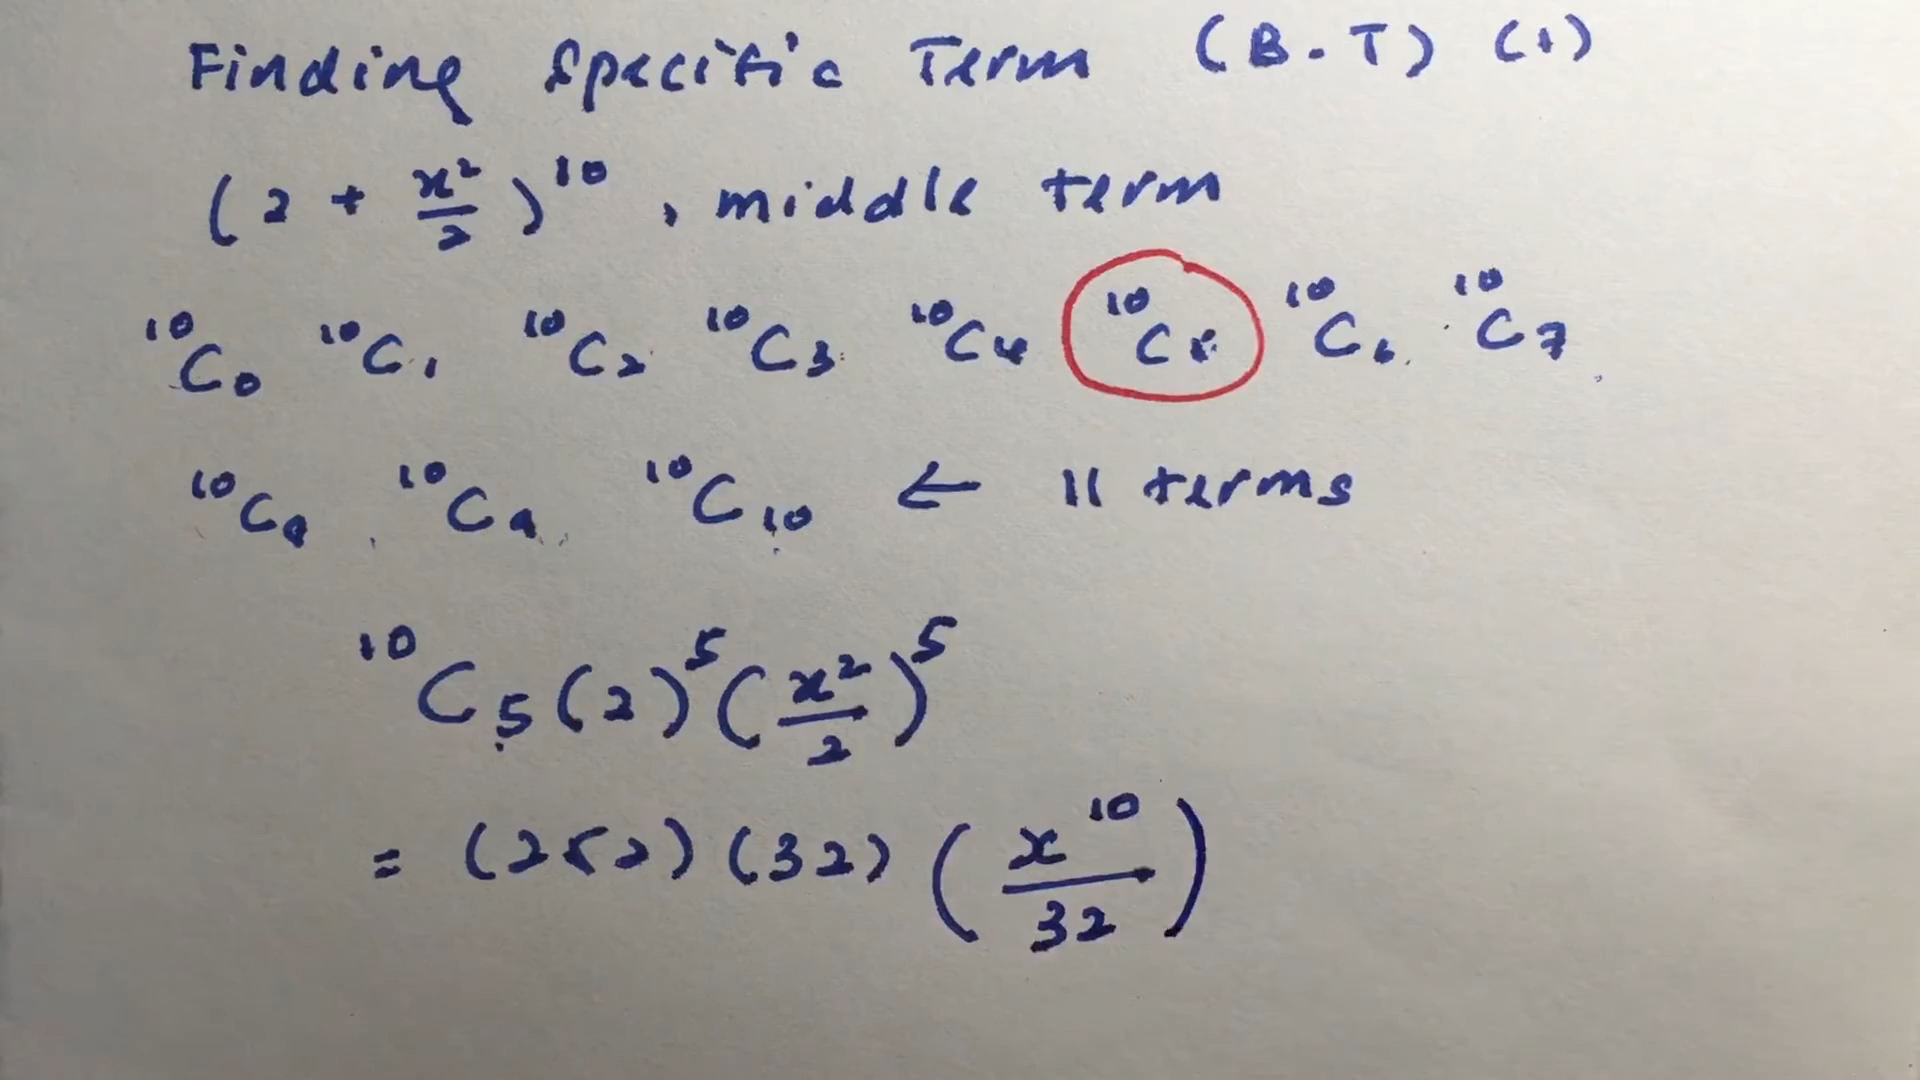 Finding Specific Term (B.T) (1)
(2 + x²/2)¹⁰, middle term
¹⁰C₀ ¹⁰C₁ ¹⁰C₂ ¹⁰C₃ ¹⁰C₄ ¹⁰C₅ ¹⁰C₆ ¹⁰C₇
¹⁰C₈ ¹⁰C₉ ¹⁰C₁₀ ← 11 terms
¹⁰C₅(2)⁵(x²/2)⁵
= (252)(32)(x¹⁰/32)